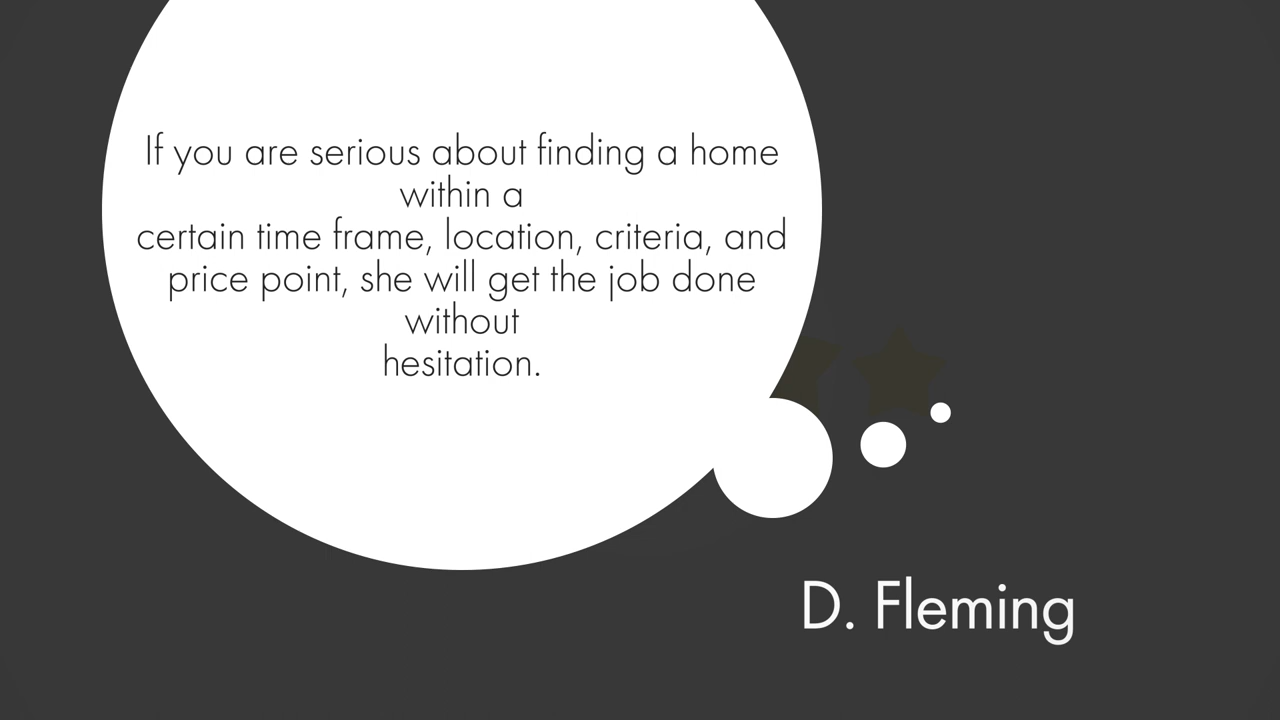 If you are serious about finding a home
within a
certain time frame, location, criteria, and
price point, she will get the job done
without
hesitation.
D. Fleming